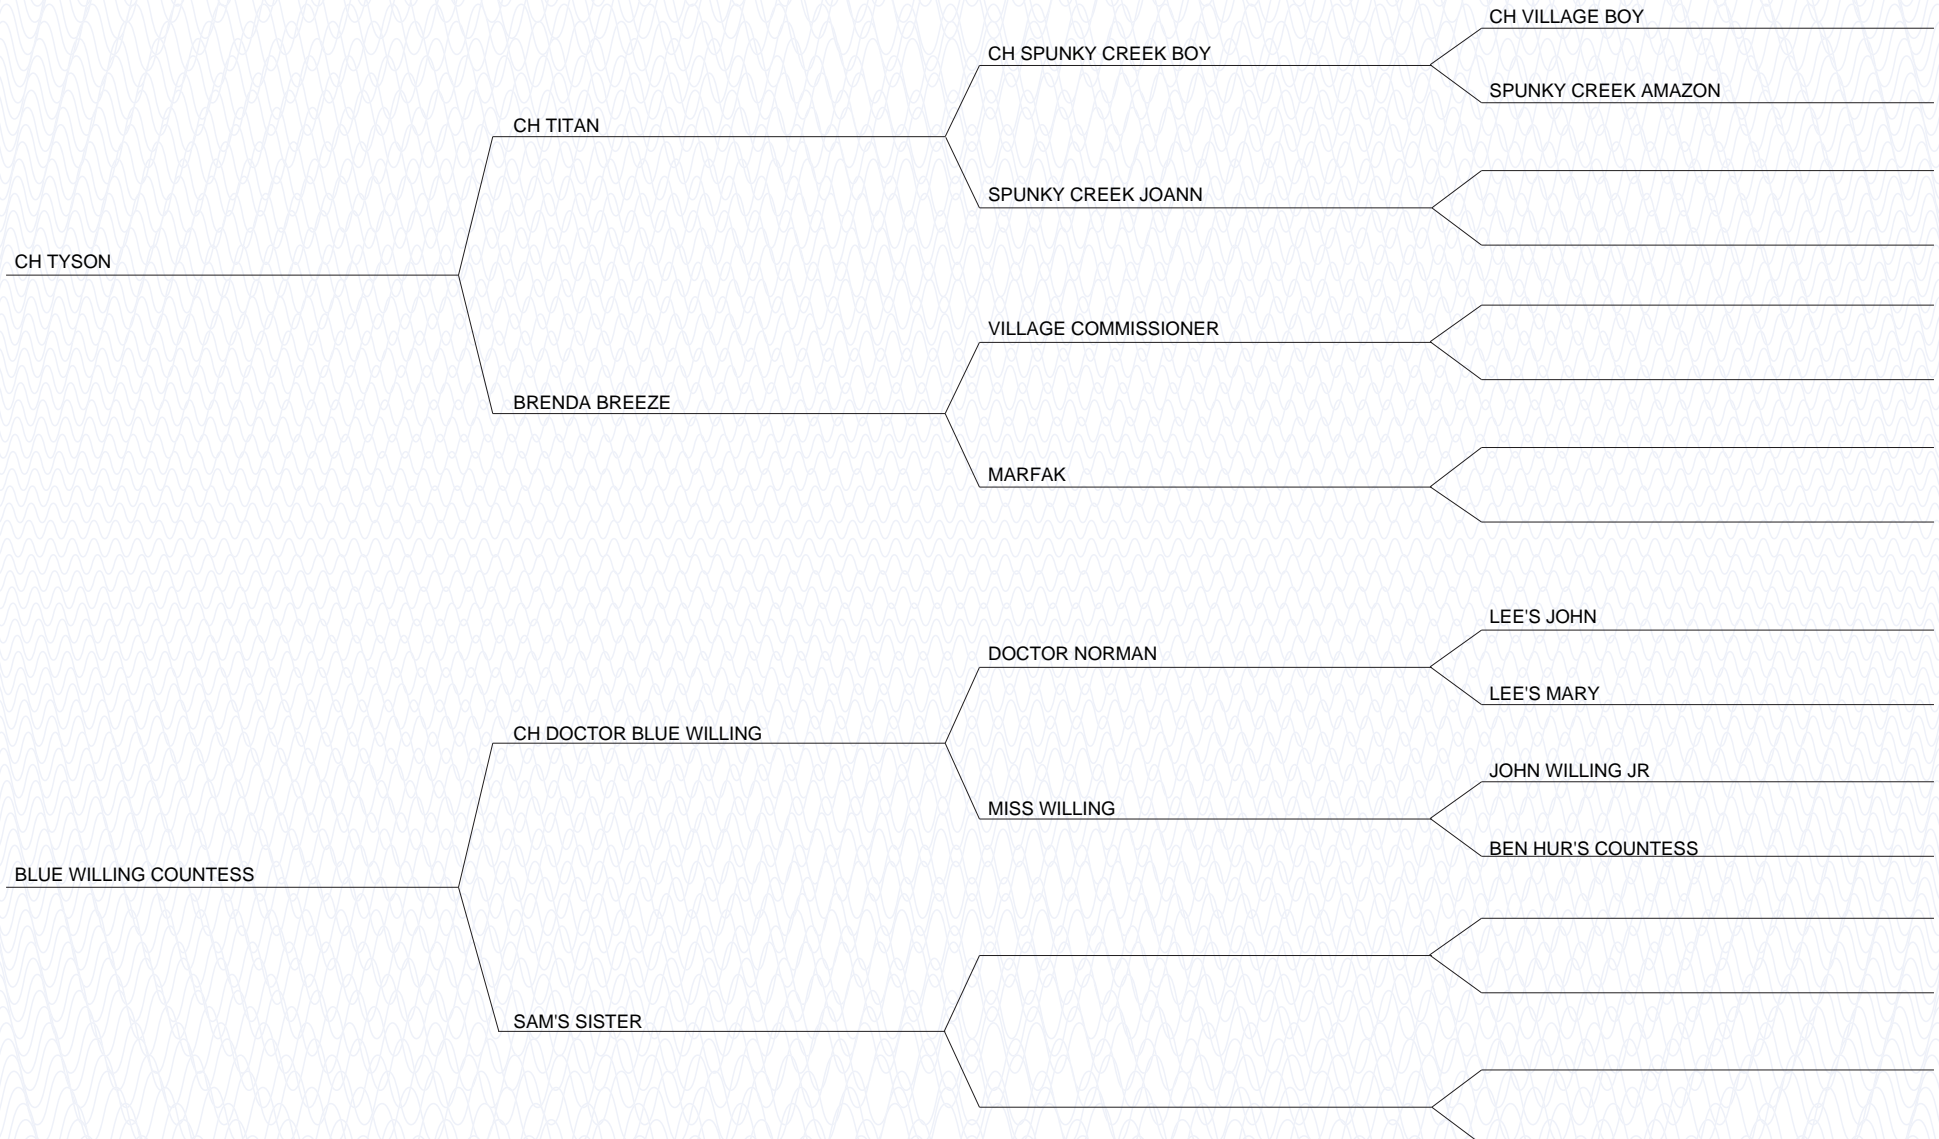 CH VILLAGE BOY
CH SPUNKY CREEK BOY
SPUNKY CREEK AMAZON
CH TITAN
SPUNKY CREEK JOANN
CH TYSON
VILLAGE COMMISSIONER
BRENDA BREEZE
MARFAK
LEE'S JOHN
DOCTOR NORMAN
LEE'S MARY
CH DOCTOR BLUE WILLING
JOHN WILLING JR
MISS WILLING
BEN HUR'S COUNTESS
BLUE WILLING COUNTESS
SAM'S SISTER